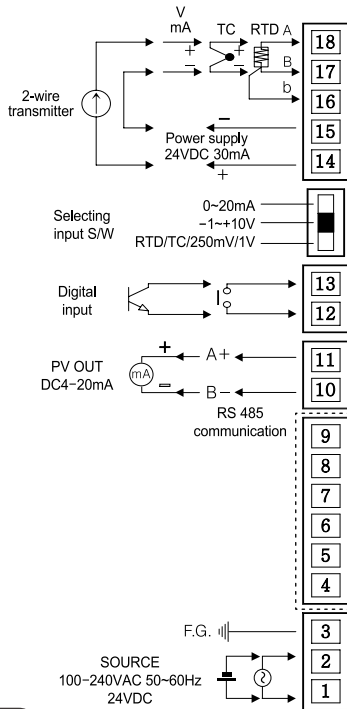 V
mA
TC
RTD
A
+
+
18
−
−
B
17
b
16
2-wire
transmitter
−
15
Power supply
24VDC 30mA
14
+
0~20mA
Selecting
input S/W
−1~+10V
RTD/TC/250mV/1V
13
Digital
input
12
+
A+
11
PV OUT
DC4−20mA
mA
−
B−
10
RS 485
communication
9
8
7
6
5
4
F.G.
3
SOURCE
100−240VAC 50~60Hz
24VDC
2
1